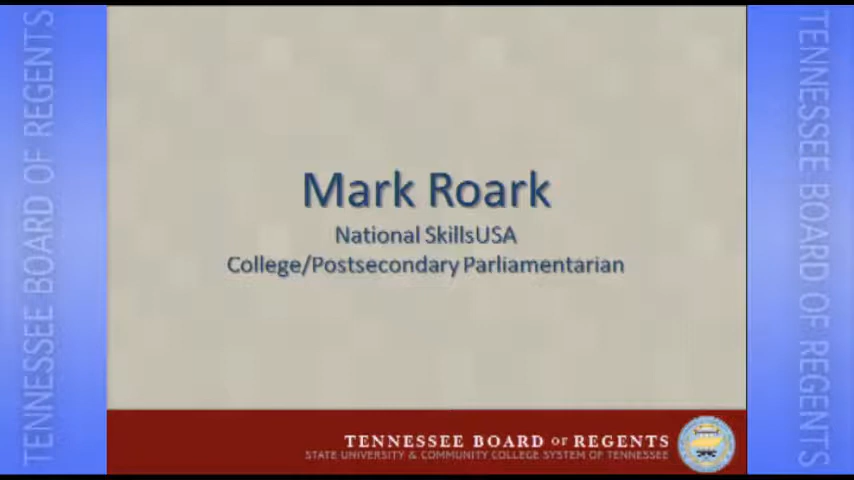 TENNESSEE BOARD OF REGENTS
Mark Roark
National SkillsUSA
College/Postsecondary Parliamentarian
TENNESSEE BOARD OF REGENTS
STATE UNIVERSITY & COMMUNITY COLLEGE SYSTEM OF TENNESSEE
TENNESSEE BOARD OF REGENTS